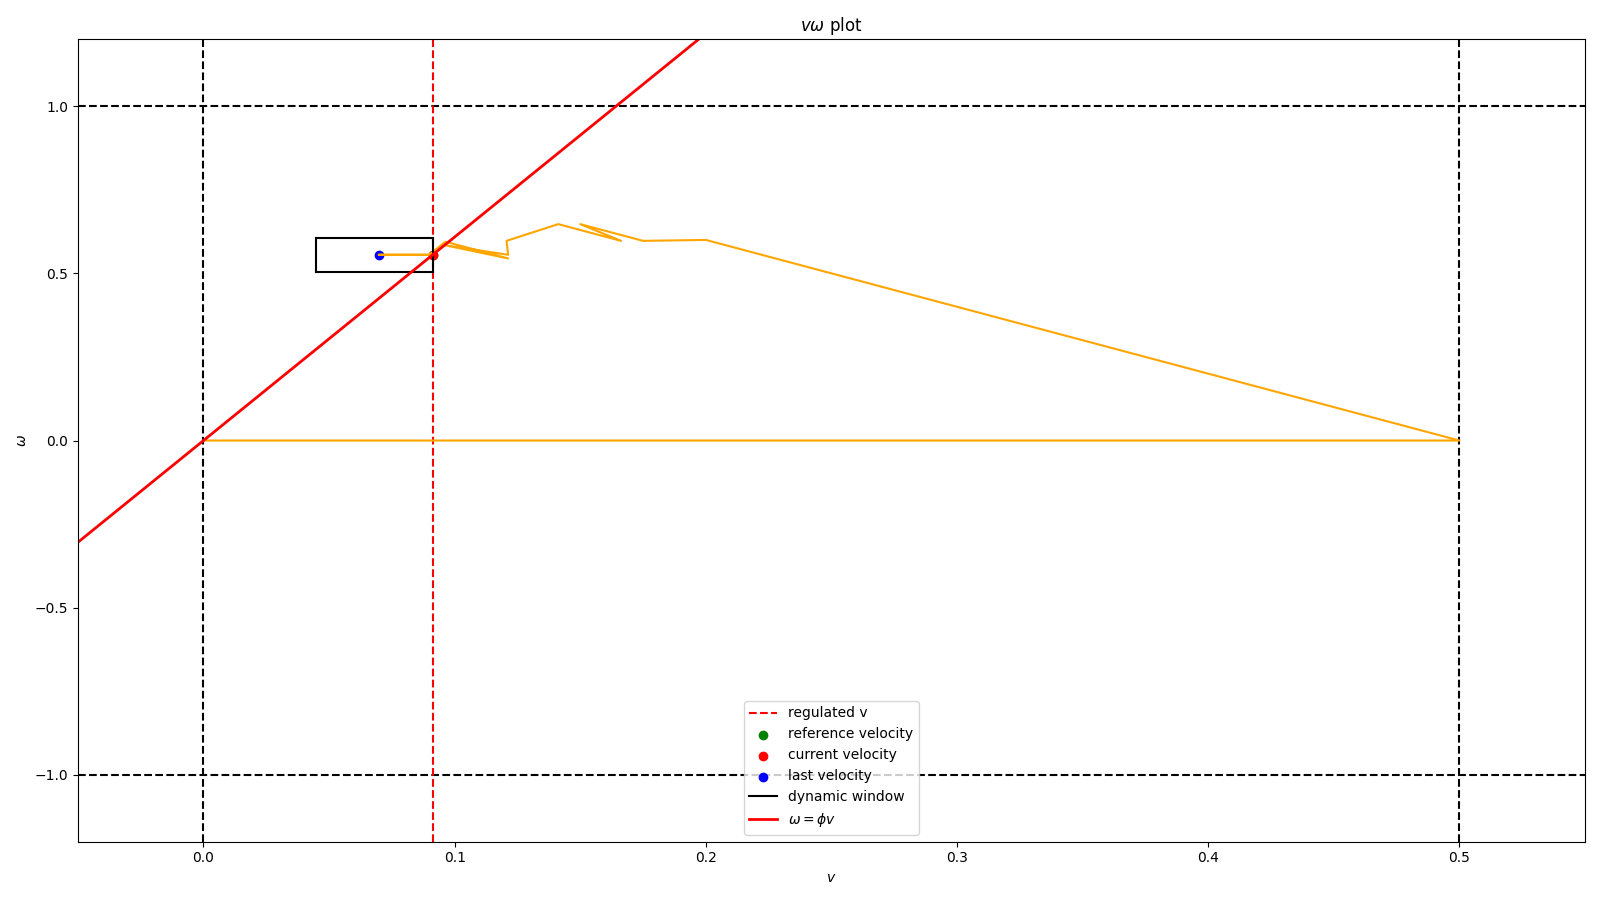 vω plot
1.0
0.5
0.0
−0.5
−1.0
ω
0.0 0.1 0.2 0.3 0.4 0.5
v
regulated v
reference velocity
current velocity
last velocity
dynamic window
ω = ϕv